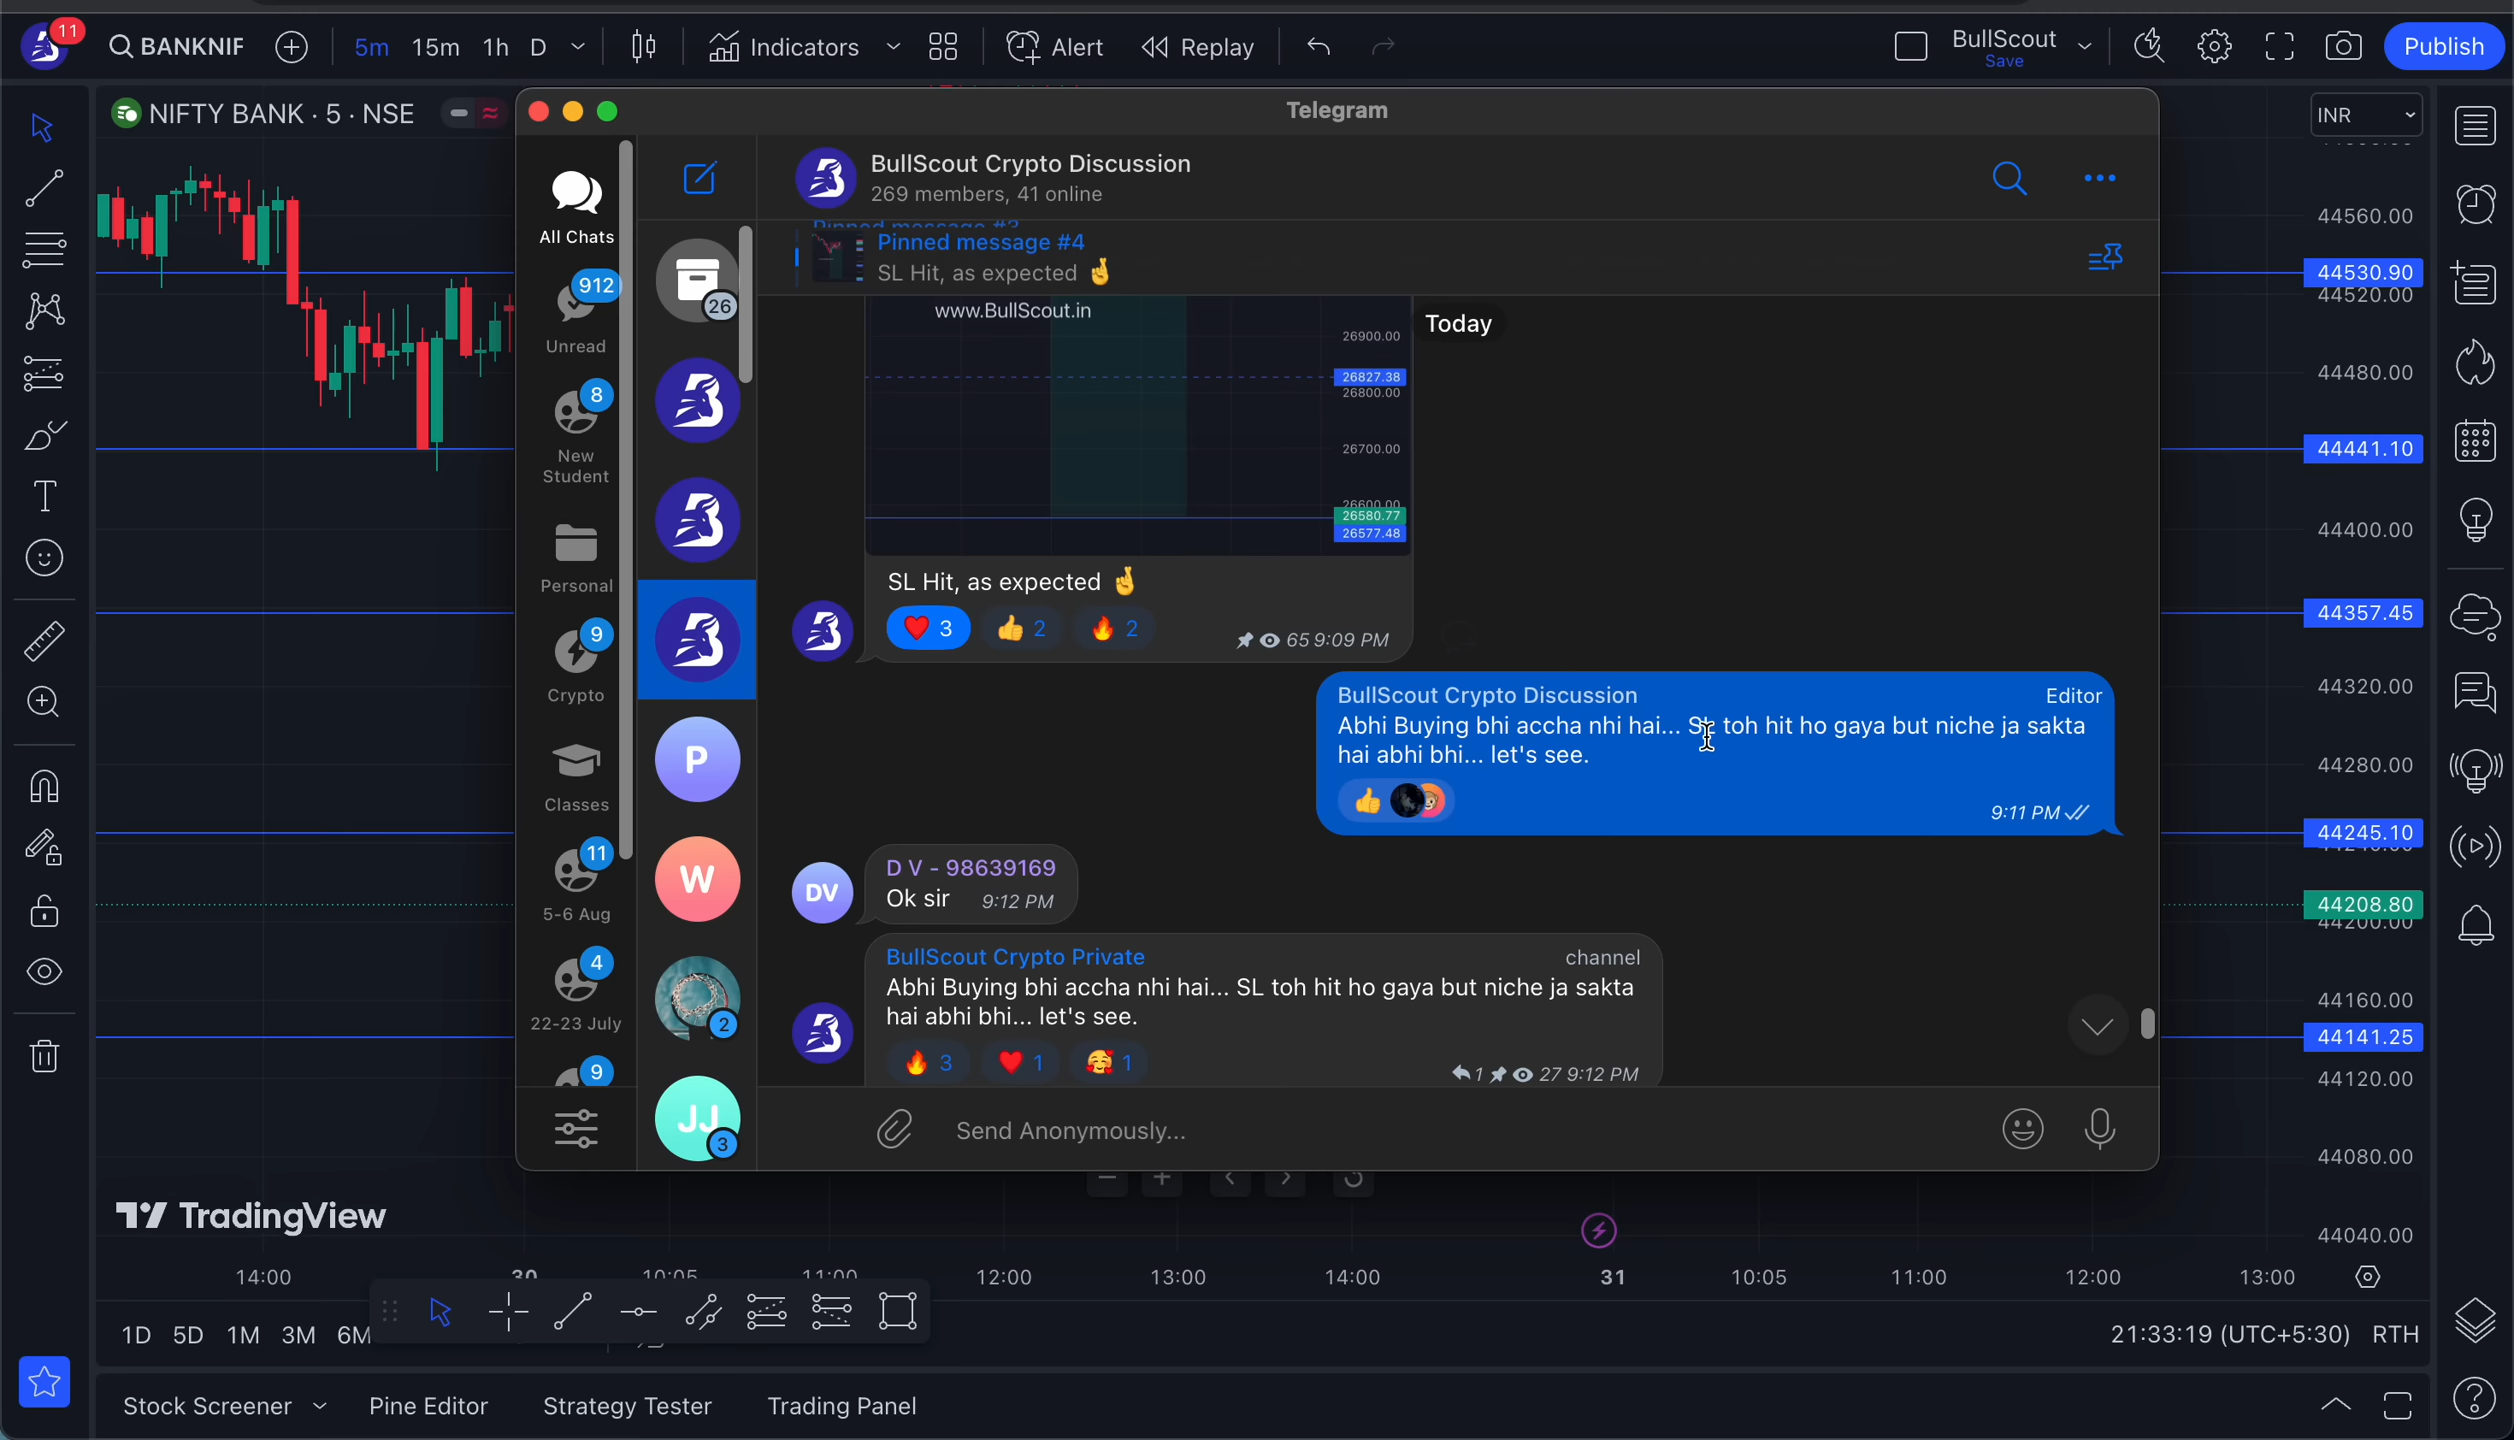 11
BANKNIF
5m 15m 1h D
Indicators
Alert
Replay
BullScout
Save
Publish
NIFTY BANK · 5 · NSE
INR
Telegram
All Chats
912
Unread
8
New
Student
Personal
9
Crypto
Classes
11
5-6 Aug
4
22-23 July
9
26
P
W
2
JJ
3
BullScout Crypto Discussion
269 members, 41 online
Pinned message #4
SL Hit, as expected 🤞
Today
www.BullScout.in
26900.00
26827.38
26800.00
26700.00
26600.00
26580.77
26577.48
SL Hit, as expected 🤞
❤️ 3 👍 2 🔥 2
65 9:09 PM
BullScout Crypto Discussion Editor
Abhi Buying bhi accha nhi hai... SL toh hit ho gaya but niche ja sakta
hai abhi bhi... let's see.
👍
9:11 PM
DV
D V - 98639169
Ok sir 9:12 PM
BullScout Crypto Private channel
Abhi Buying bhi accha nhi hai... SL toh hit ho gaya but niche ja sakta
hai abhi bhi... let's see.
🔥 3 ❤️ 1 🥰 1
1 27 9:12 PM
Send Anonymously...
44560.00
44530.90
44520.00
44480.00
44441.10
44400.00
44357.45
44320.00
44280.00
44245.10
44208.80
44200.00
44160.00
44141.25
44120.00
44080.00
44040.00
TradingView
14:00 30 10:05 11:00 12:00 13:00 14:00 31 10:05 11:00 12:00 13:00
1D 5D 1M 3M 6M
21:33:19 (UTC+5:30) RTH
Stock Screener Pine Editor Strategy Tester Trading Panel